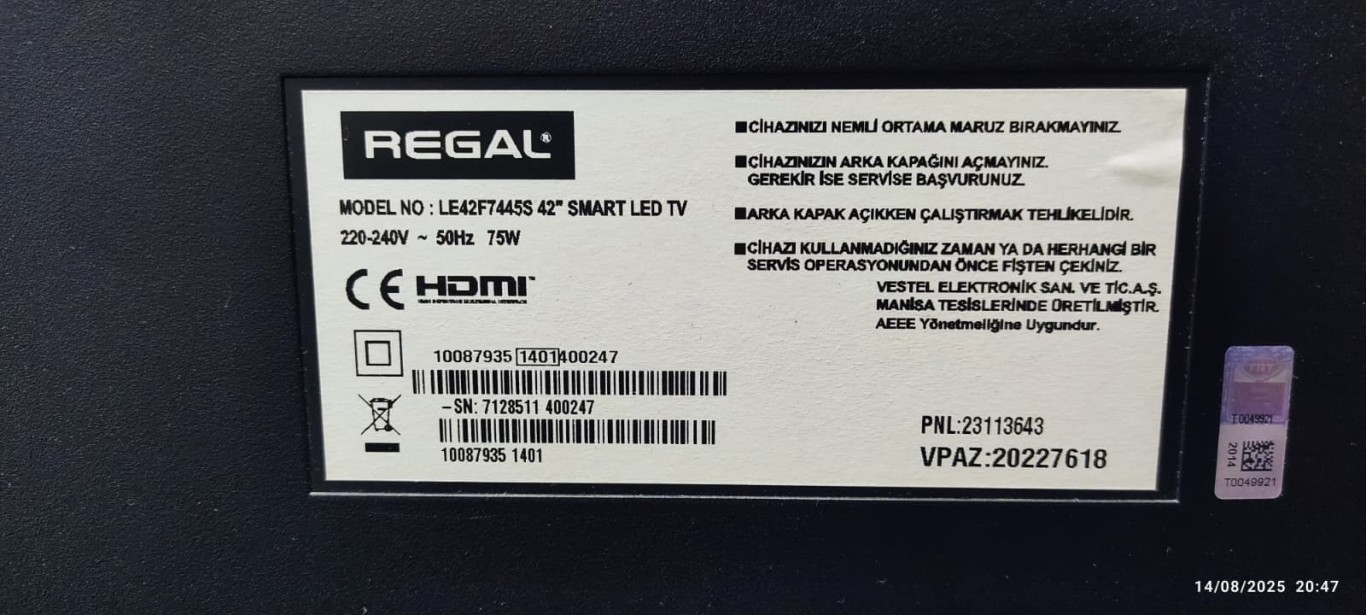 REGAL®
MODEL NO : LE42F7445S 42" SMART LED TV
220-240V ~ 50Hz 75W
CE HDMI™
10087935 1401400247
-SN: 7128511 400247
10087935 1401
■CİHAZINIZI NEMLİ ORTAMA MARUZ BIRAKMAYINIZ.
■CİHAZINIZIN ARKA KAPAĞINI AÇMAYINIZ.
GEREKİR İSE SERVİSE BAŞVURUNUZ.
■ARKA KAPAK AÇIKKEN ÇALIŞTIRMAK TEHLİKELİDİR.
■CİHAZI KULLANMADIĞINIZ ZAMAN YA DA HERHANGİ BİR
SERVİS OPERASYONUNDAN ÖNCE FİŞTEN ÇEKİNİZ.
VESTEL ELEKTRONİK SAN. VE TİC.A.Ş.
MANİSA TESİSLERİNDE ÜRETİLMİŞTİR.
AEEE Yönetmeliğine Uygundur.
PNL:23113643
VPAZ:20227618
TRT
T0049921
2014
T0049921
14/08/2025 20:47